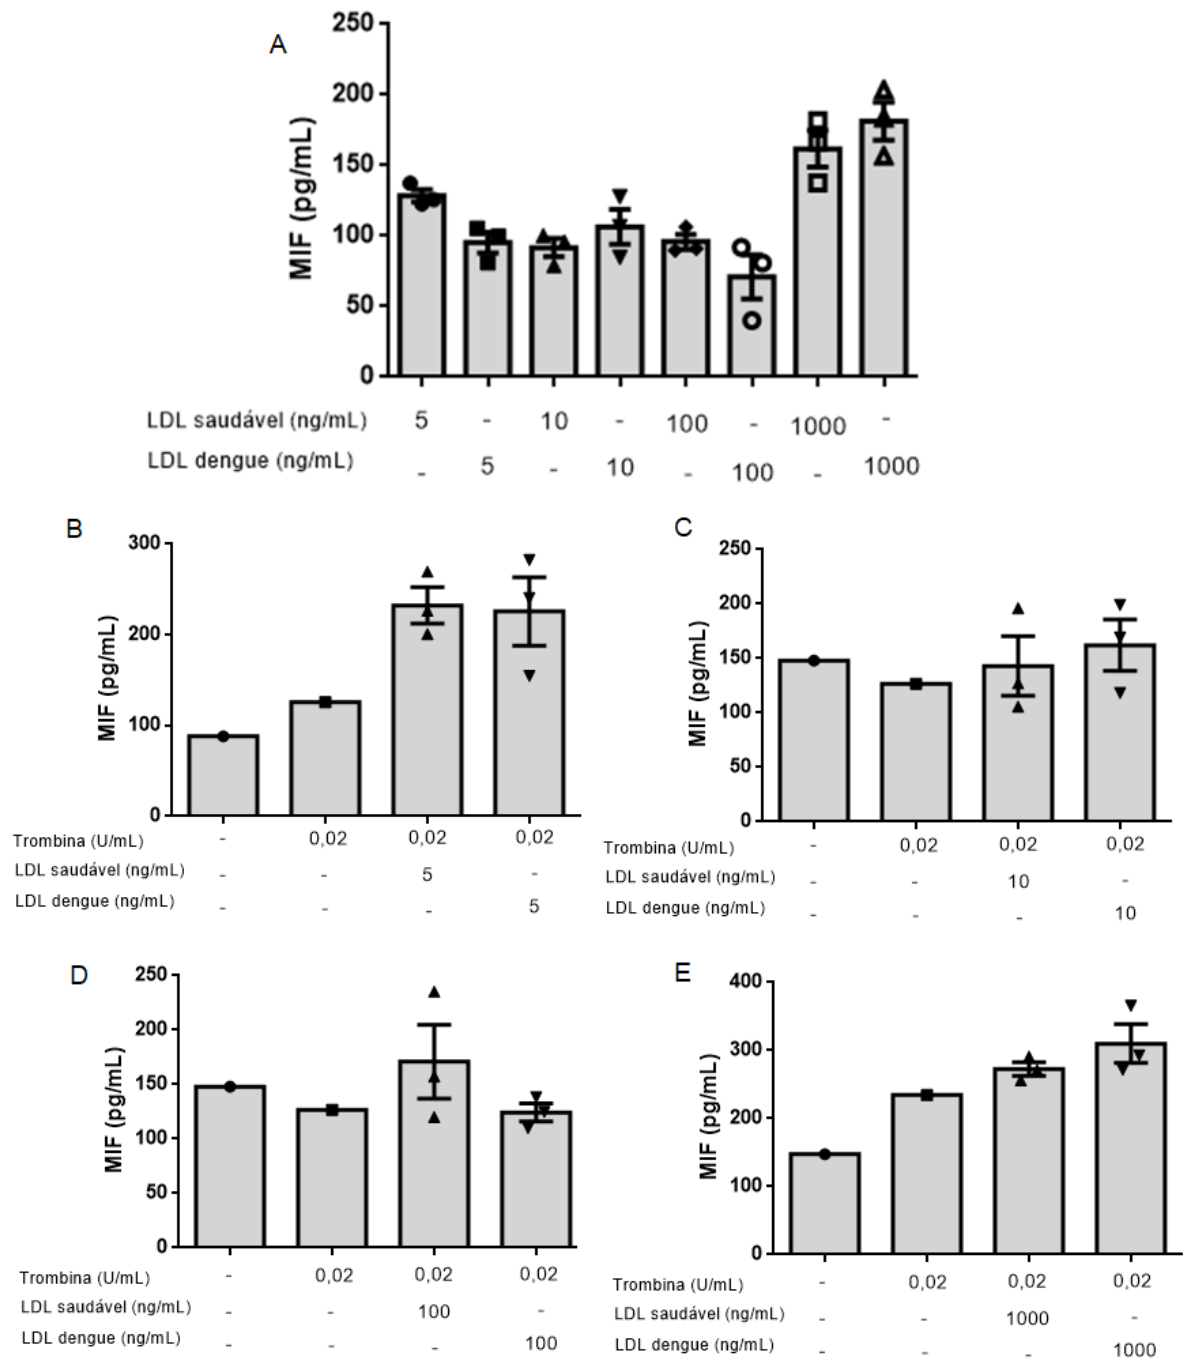 A
250
200
150
100
50
0
MIF (pg/mL)
LDL saudável (ng/mL) 5 - 10 - 100 - 1000 -
LDL dengue (ng/mL) - 5 - 10 - 100 - 1000
B
300
200
100
0
MIF (pg/mL)
Trombina (U/mL) - 0,02 0,02 0,02
LDL saudável (ng/mL) - - 5 -
LDL dengue (ng/mL) - - - 5
C
250
200
150
100
50
0
MIF (pg/mL)
Trombina (U/mL) - 0,02 0,02 0,02
LDL saudável (ng/mL) - - 10 -
LDL dengue (ng/mL) - - - 10
D
250
200
150
100
50
0
MIF (pg/mL)
Trombina (U/mL) - 0,02 0,02 0,02
LDL saudável (ng/mL) - - 100 -
LDL dengue (ng/mL) - - - 100
E
400
300
200
100
0
MIF (pg/mL)
Trombina (U/mL) - 0,02 0,02 0,02
LDL saudável (ng/mL) - - 1000 -
LDL dengue (ng/mL) - - - 1000